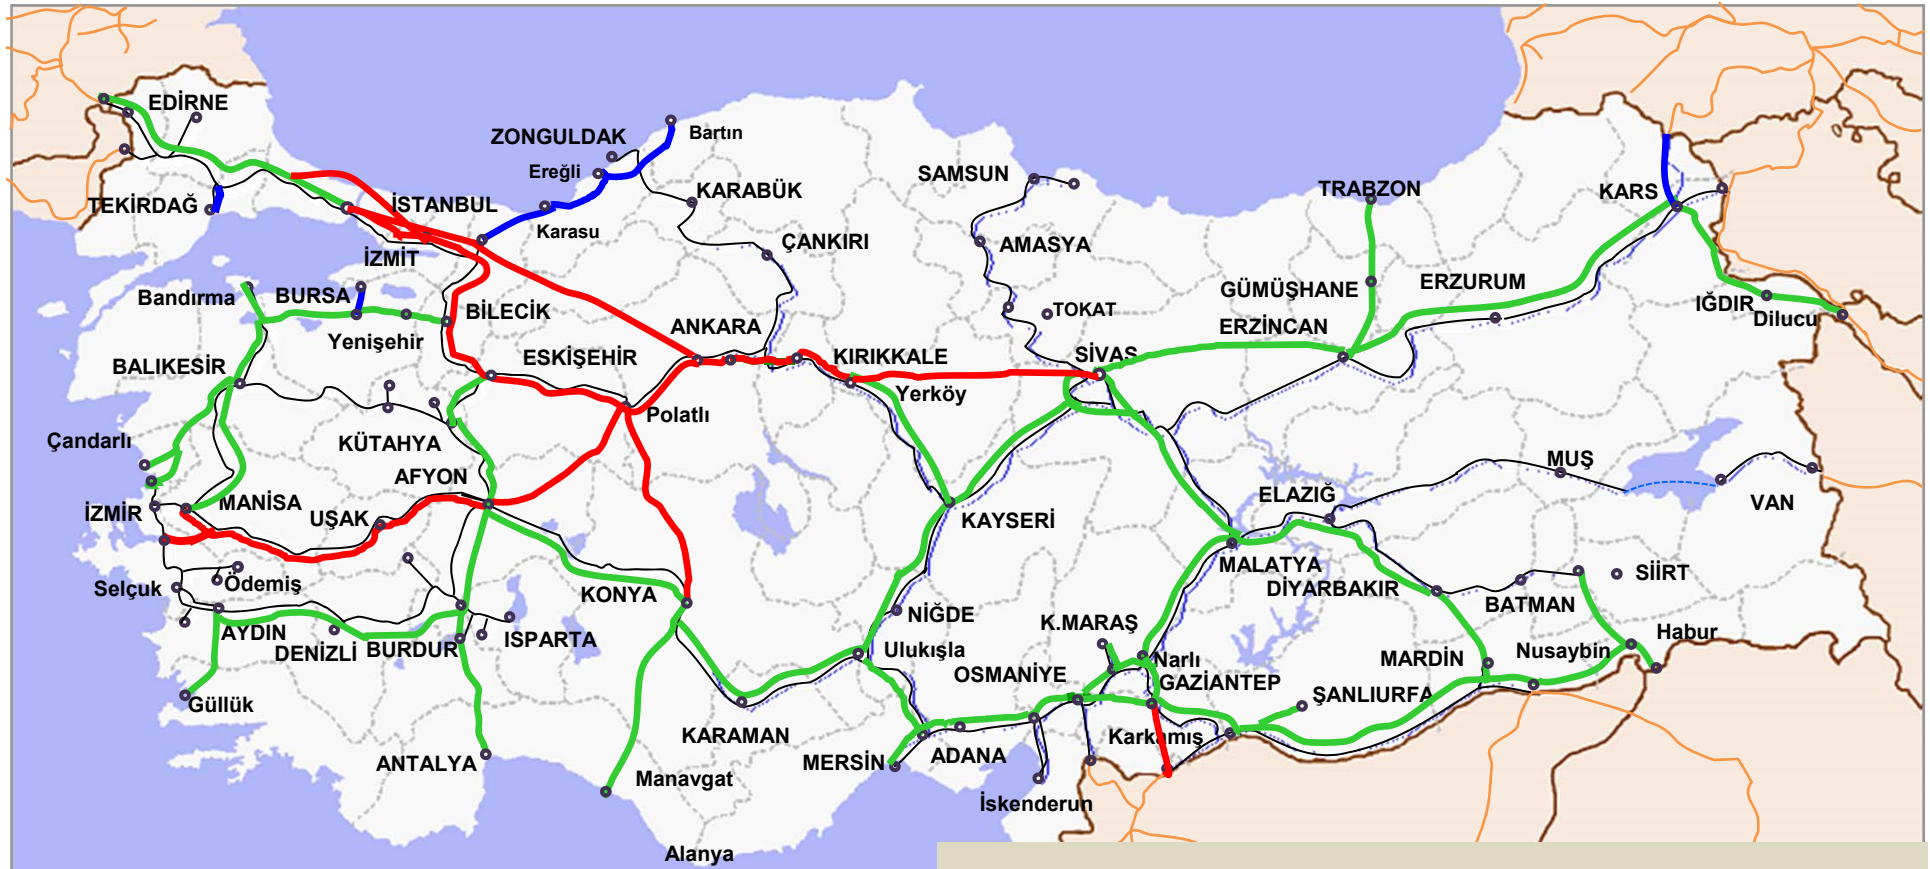 EDİRNE
ZONGULDAK
Bartın
Ereğli
SAMSUN
KARABÜK
TRABZON
KARS
TEKİRDAĞ
İSTANBUL
Karasu
ÇANKIRI
AMASYA
İZMİT
Bandırma
BURSA
BİLECİK
GÜMÜŞHANE
ERZURUM
IĞDIR
Dilucu
TOKAT
ERZİNCAN
ANKARA
Yenişehir
ESKİŞEHİR
KIRIKKALE
SİVAS
BALIKESİR
Yerköy
Polatlı
Çandarlı
KÜTAHYA
MUŞ
AFYON
ELAZIĞ
VAN
MANİSA
UŞAK
İZMİR
KAYSERİ
MALATYA
SİİRT
Selçuk
Ödemiş
DİYARBAKIR
KONYA
BATMAN
NİĞDE
K.MARAŞ
AYDIN
ISPARTA
DENİZLİ
BURDUR
Ulukışla
Narlı
MARDİN
Nusaybin
Habur
OSMANİYE
GAZİANTEP
ŞANLIURFA
Güllük
KARAMAN
Karkamış
ANTALYA
MERSİN
ADANA
Manavgat
İskenderun
Alanya